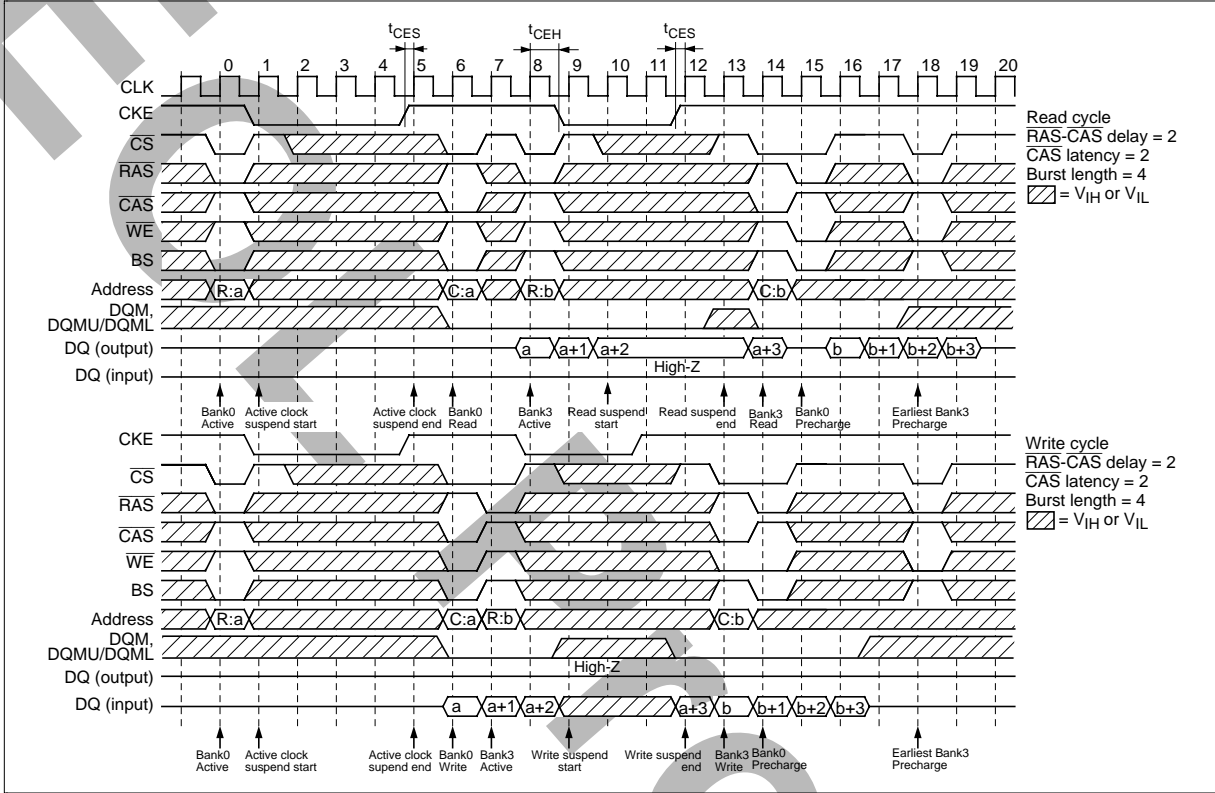 tCES tCEH tCES
0 1 2 3 4 5 6 7 8 9 10 11 12 13 14 15 16 17 18 19 20
CLK
CKE
CS
RAS
CAS
WE
BS
Address R:a C:a R:b C:b
DQM,
DQMU/DQML
DQ (output) a a+1 a+2 a+3 b b+1 b+2 b+3
High-Z
DQ (input)
Bank0 Active
Active clock suspend start
Active clock suspend end
Bank0 Read
Bank3 Active
Read suspend start
Read suspend end
Bank3 Read
Bank0 Precharge
Earliest Bank3 Precharge
Read cycle
RAS-CAS delay = 2
CAS latency = 2
Burst length = 4
= VIH or VIL
CKE
CS
RAS
CAS
WE
BS
Address R:a C:a R:b C:b
DQM,
DQMU/DQML
High-Z
DQ (output)
DQ (input) a a+1 a+2 a+3 b b+1 b+2 b+3
Bank0 Active
Active clock suspend start
Active clock supend end
Bank0 Write
Bank3 Active
Write suspend start
Write suspend end
Bank3 Write
Bank0 Precharge
Earliest Bank3 Precharge
Write cycle
RAS-CAS delay = 2
CAS latency = 2
Burst length = 4
= VIH or VIL